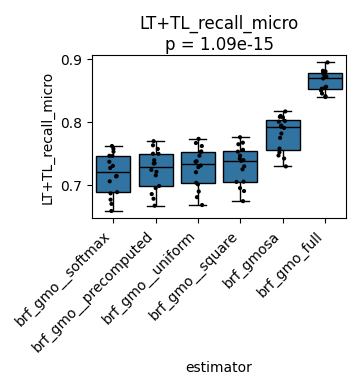 LT+TL_recall_micro
p = 1.09e-15
LT+TL_recall_micro
0.9
0.8
0.7
brf_gmo__softmax
brf_gmo__precomputed
brf_gmo__uniform
brf_gmo__square
brf_gmosa
brf_gmo_full
estimator